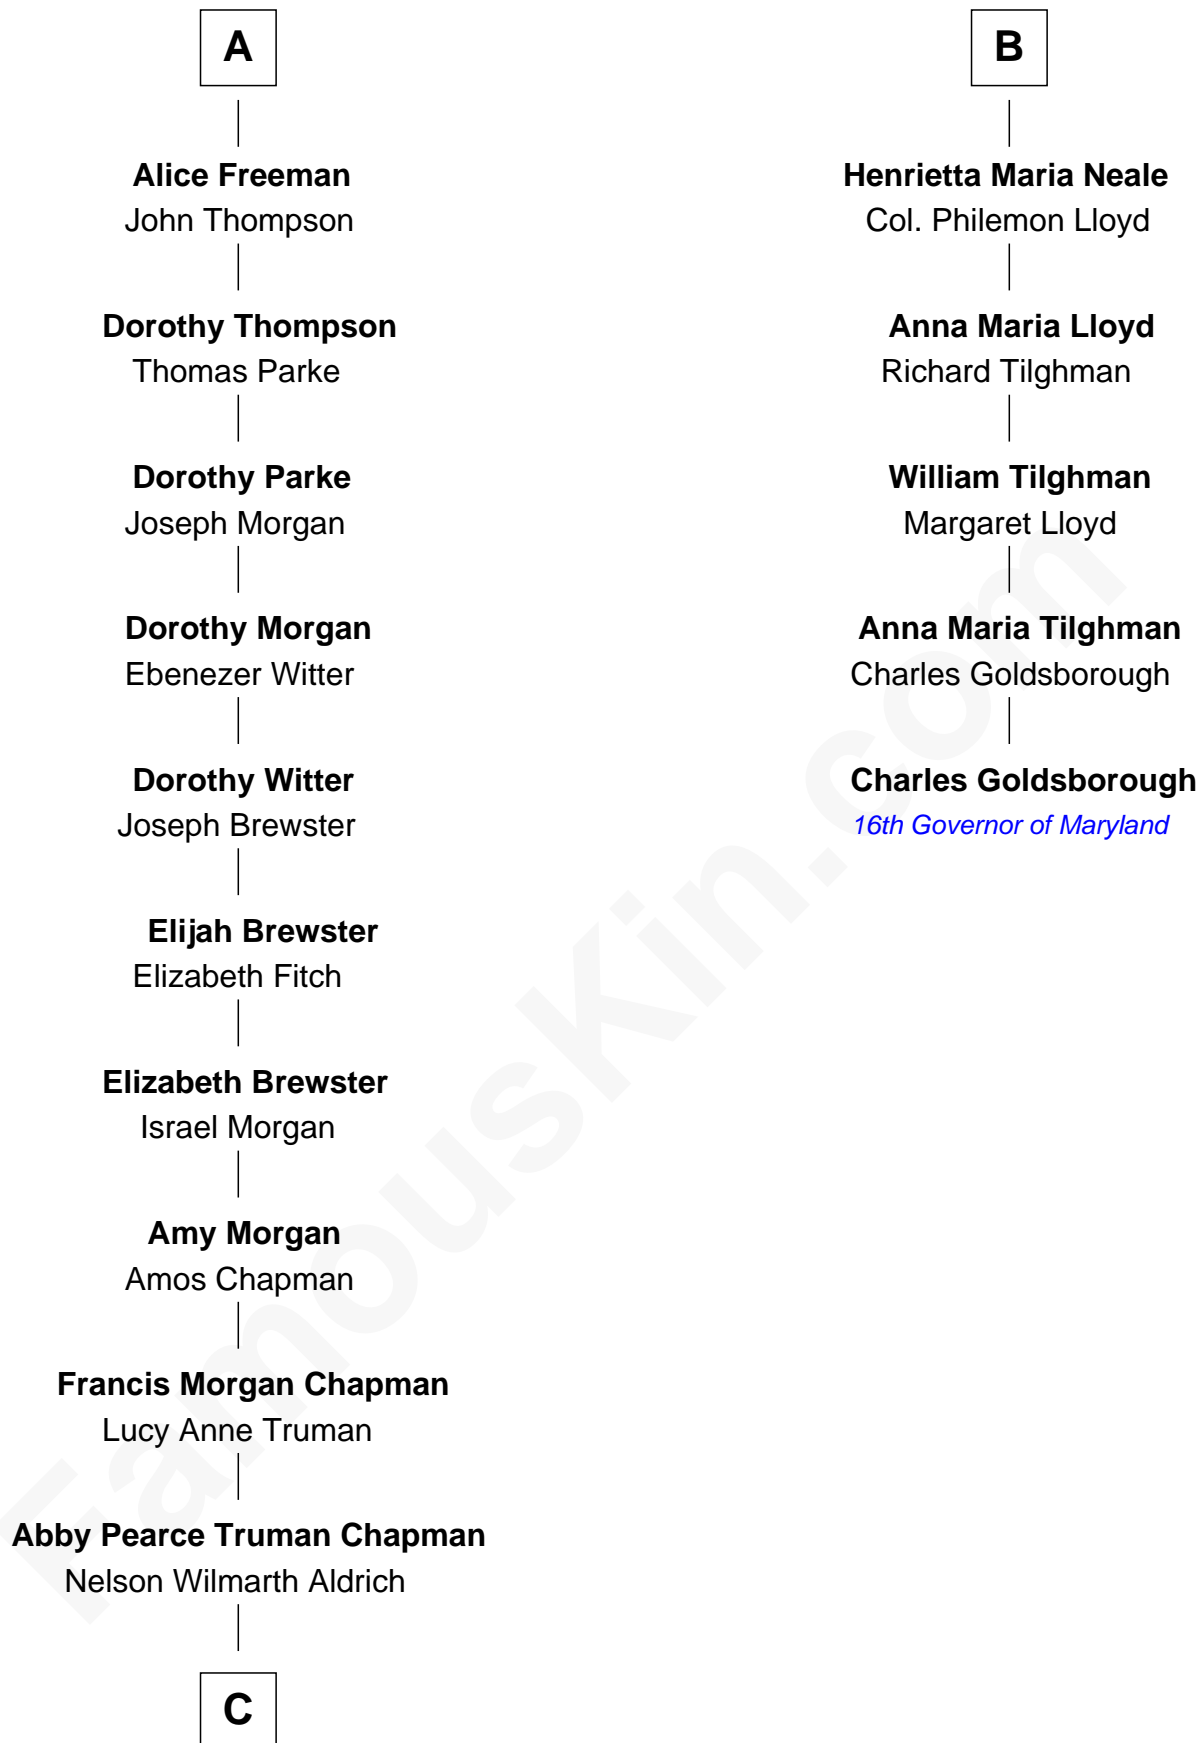 A
Alice Freeman
John Thompson
Dorothy Thompson
Thomas Parke
Dorothy Parke
Joseph Morgan
Dorothy Morgan
Ebenezer Witter
Dorothy Witter
Joseph Brewster
Elijah Brewster
Elizabeth Fitch
Elizabeth Brewster
Israel Morgan
Amy Morgan
Amos Chapman
Francis Morgan Chapman
Lucy Anne Truman
Abby Pearce Truman Chapman
Nelson Wilmarth Aldrich
C
B
Henrietta Maria Neale
Col. Philemon Lloyd
Anna Maria Lloyd
Richard Tilghman
William Tilghman
Margaret Lloyd
Anna Maria Tilghman
Charles Goldsborough
Charles Goldsborough
16th Governor of Maryland
FamousKin.com